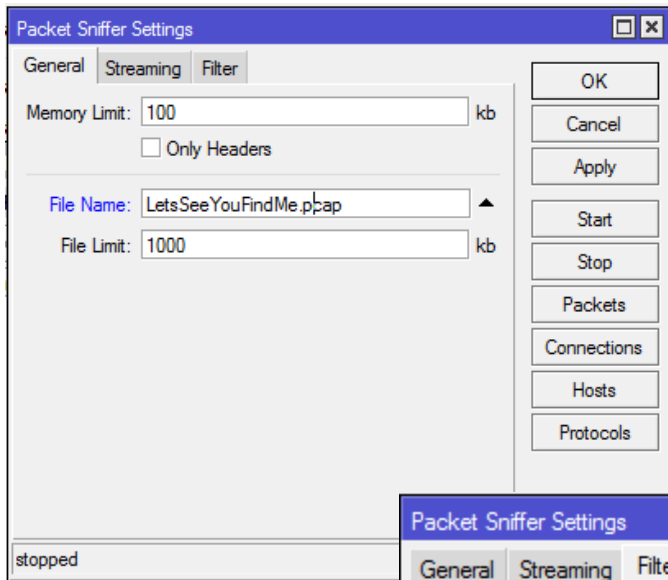 Packet Sniffer Settings
General Streaming Filter
OK
Memory Limit: 100 kb
Cancel
Only Headers
Apply
File Name: LetsSeeYouFindMe.pcap
Start
File Limit: 1000 kb
Stop
Packets
Connections
Hosts
Protocols
stopped
Packet Sniffer Settings
General Streaming